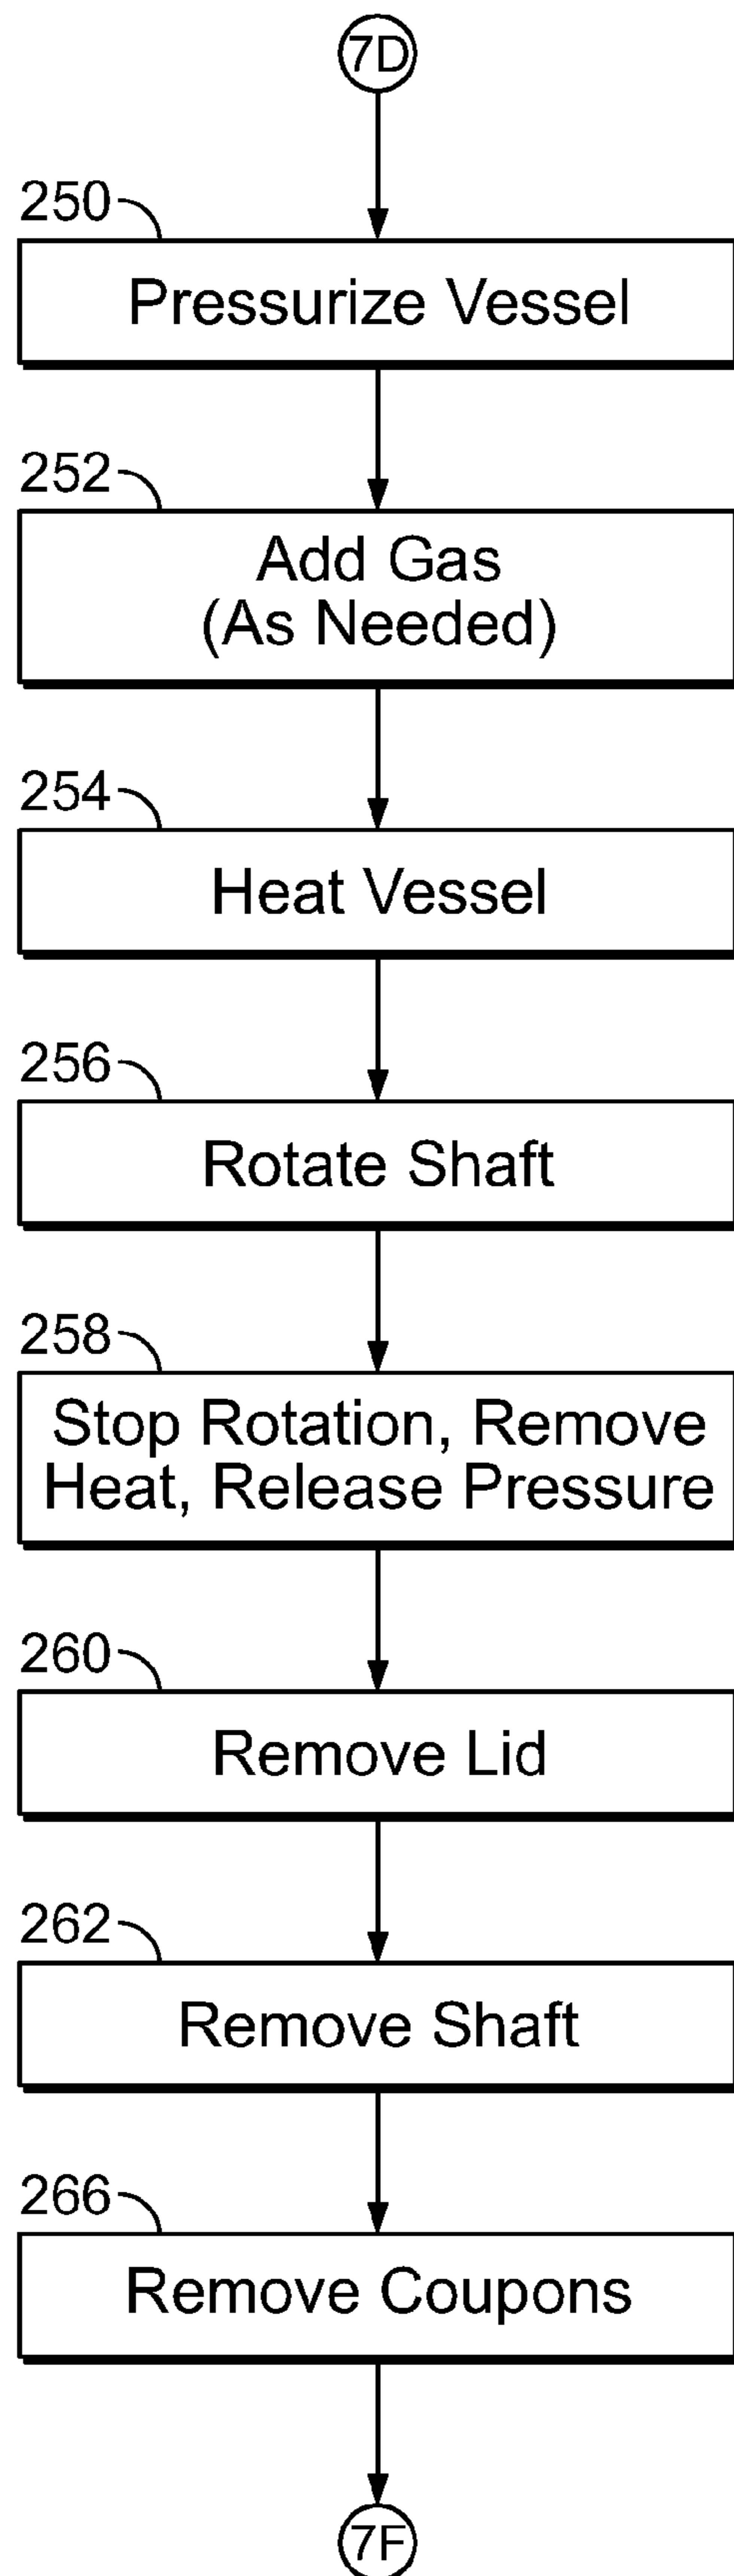 7D
250
Pressurize Vessel
252
Add Gas
(As Needed)
254
Heat Vessel
256
Rotate Shaft
258
Stop Rotation, Remove
Heat, Release Pressure
260
Remove Lid
262
Remove Shaft
266
Remove Coupons
7F